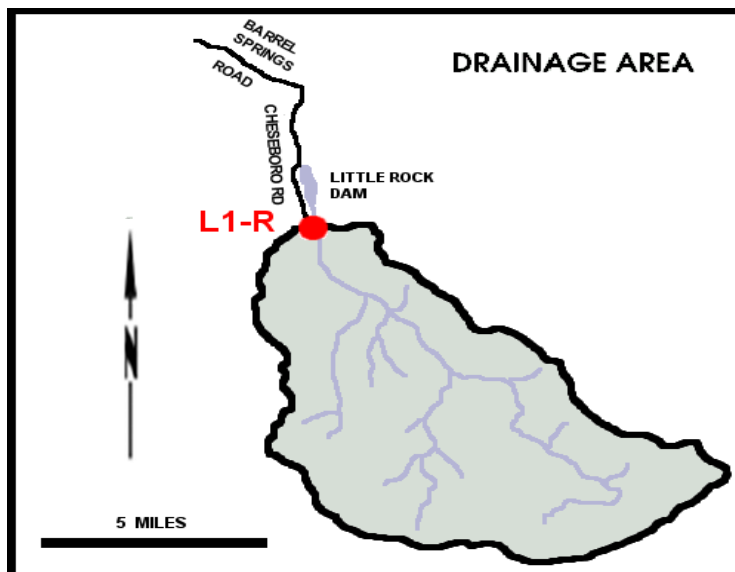 BARREL
SPRINGS
ROAD
DRAINAGE AREA
CHESEBORO RD
LITTLE ROCK
DAM
L1-R
N
5 MILES